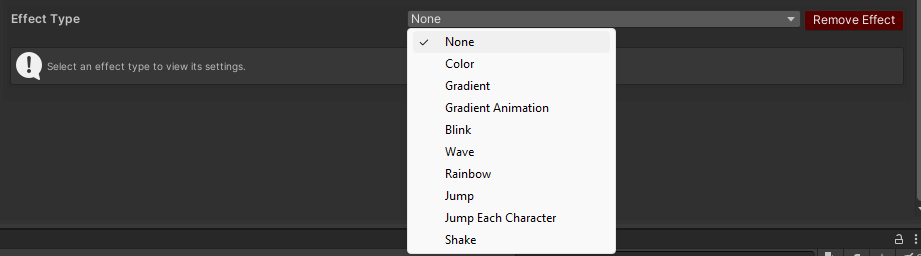 Effect Type
None
Remove Effect
Select an effect type to view its settings.
None
Color
Gradient
Gradient Animation
Blink
Wave
Rainbow
Jump
Jump Each Character
Shake